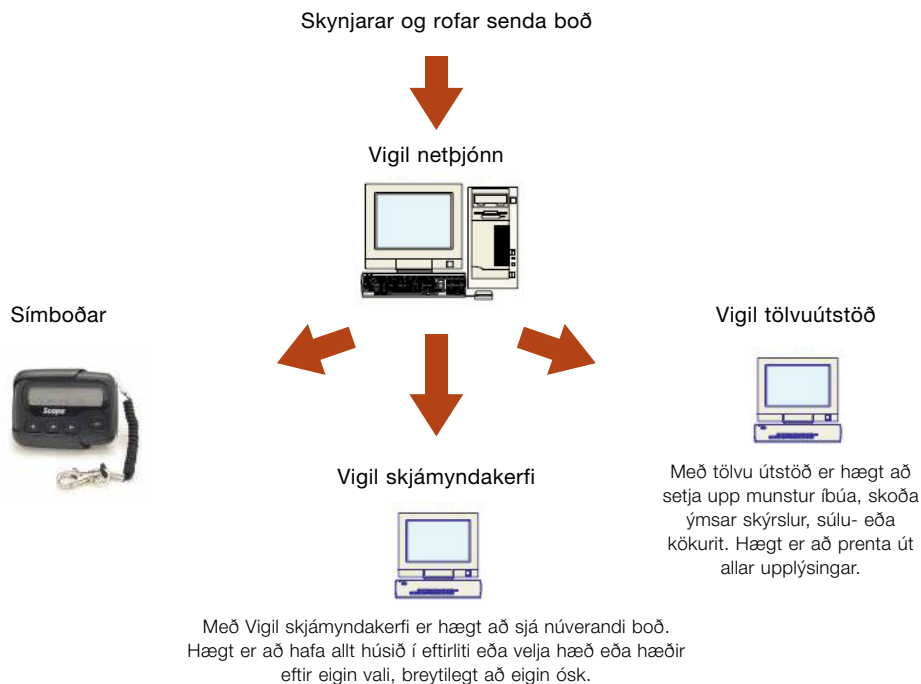 Skynjarar og rofar senda boð
Vigil netþjónn
Símboðar
Vigil tölvuútstöð
Scope
Vigil skjámyndakerfi
Með tölvu útstöð er hægt að
setja upp munstur íbúa, skoða
ýmsar skýrslur, súlu- eða
kökurit. Hægt er að prenta út
allar upplýsingar.
Með Vigil skjámyndakerfi er hægt að sjá núverandi boð.
Hægt er að hafa allt húsið í eftirliti eða velja hæð eða hæðir
eftir eigin vali, breytilegt að eigin ósk.